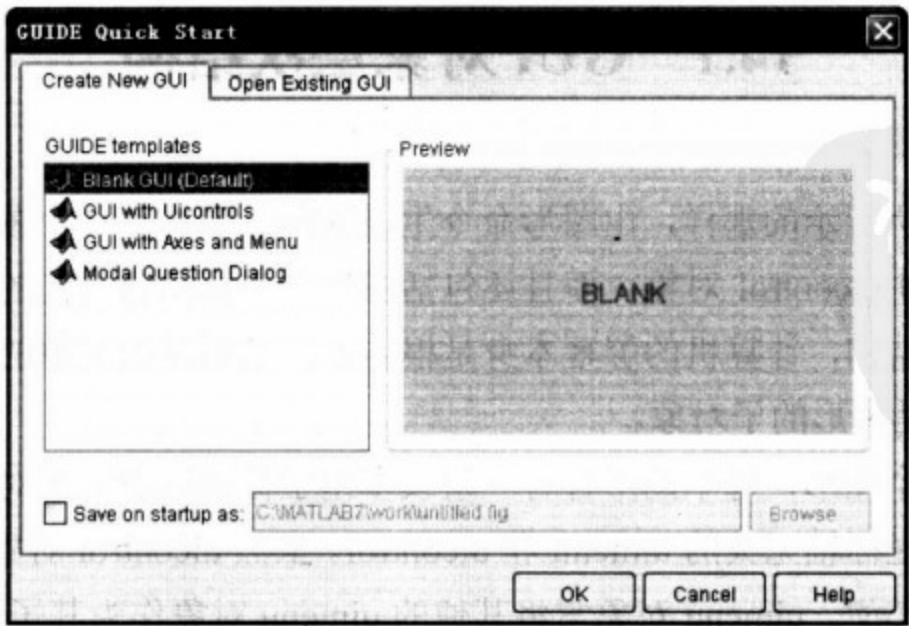 GUIDE Quick Start
Create New GUI
Open Existing GUI
GUIDE templates
Blank GUI (Default)
GUI with Uicontrols
GUI with Axes and Menu
Modal Question Dialog
Preview
BLANK
Save on startup as:
C:\MATLAB7\work\untitled.fig
Browse
OK
Cancel
Help